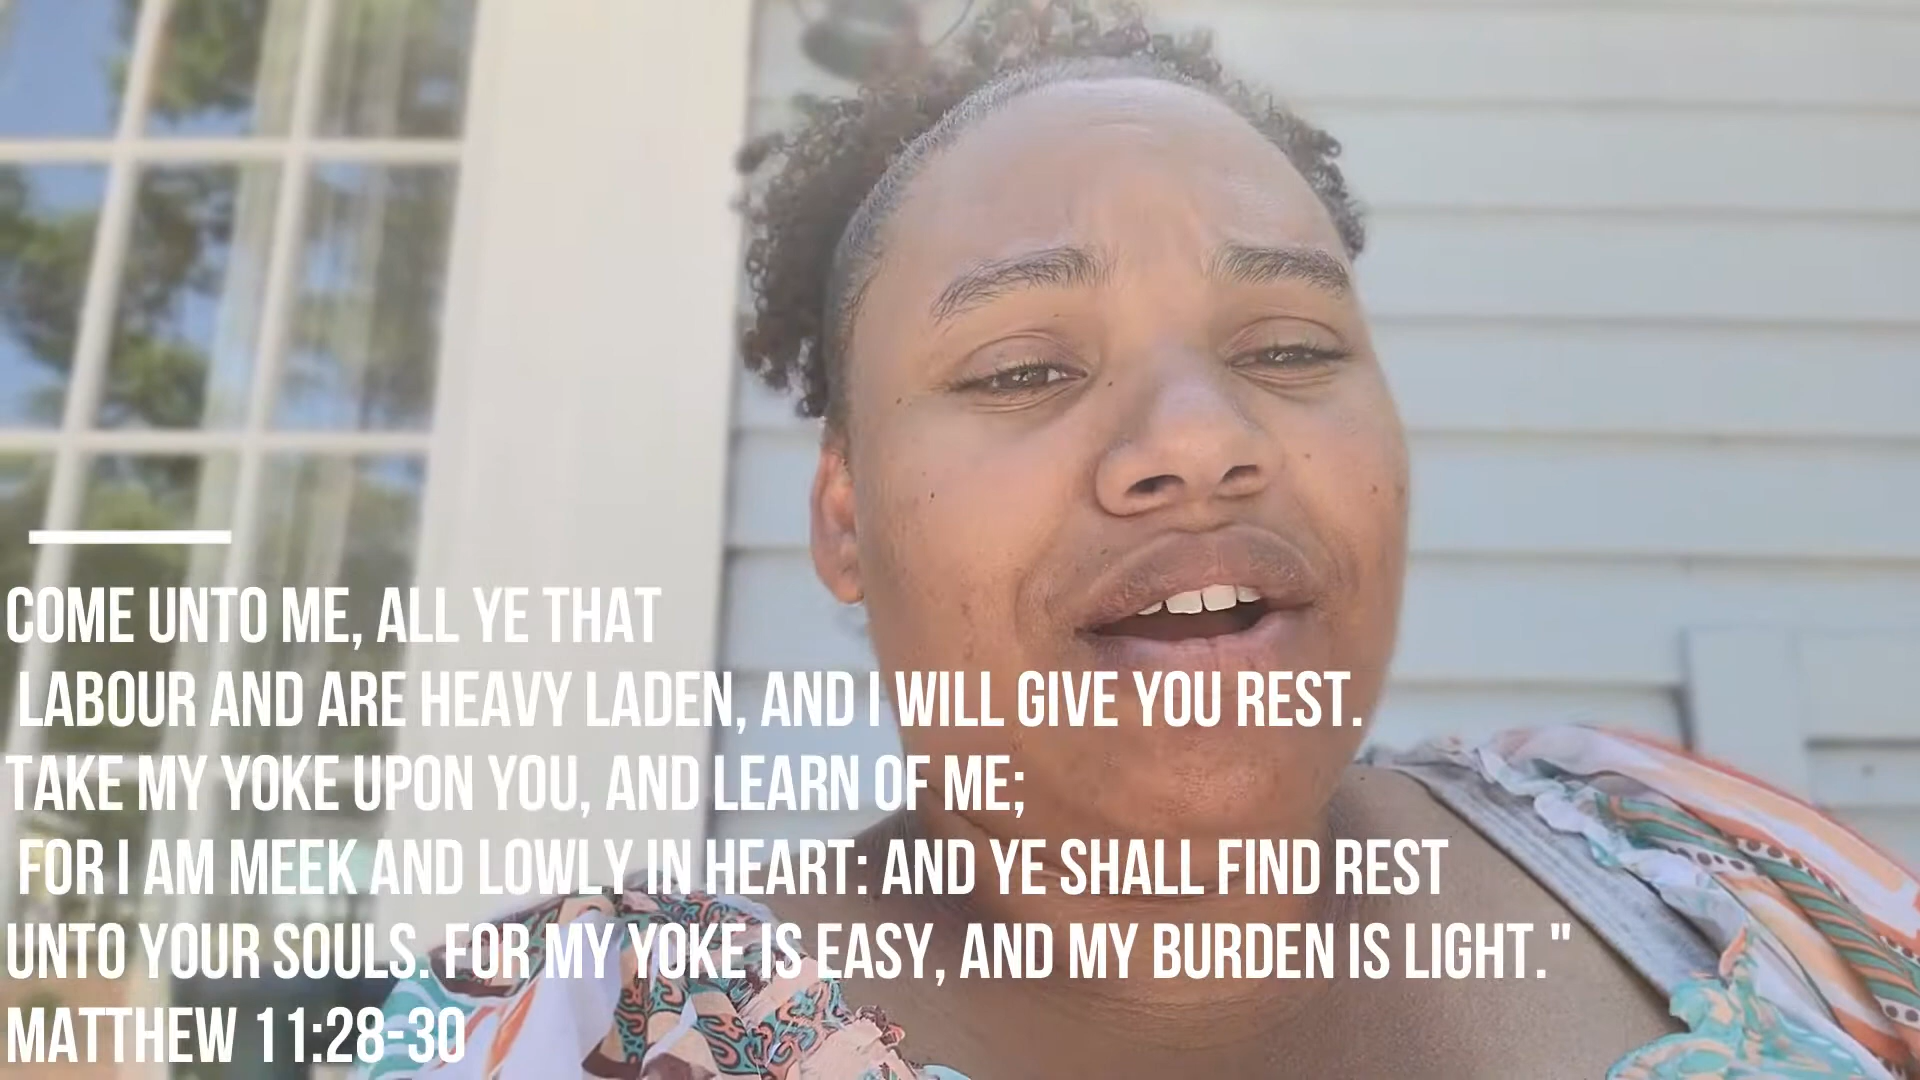 COME UNTO ME, ALL YE THAT
LABOUR AND ARE HEAVY LADEN, AND I WILL GIVE YOU REST.
TAKE MY YOKE UPON YOU, AND LEARN OF ME;
FOR I AM MEEK AND LOWLY IN HEART: AND YE SHALL FIND REST
UNTO YOUR SOULS. FOR MY YOKE IS EASY, AND MY BURDEN IS LIGHT."
MATTHEW 11:28-30